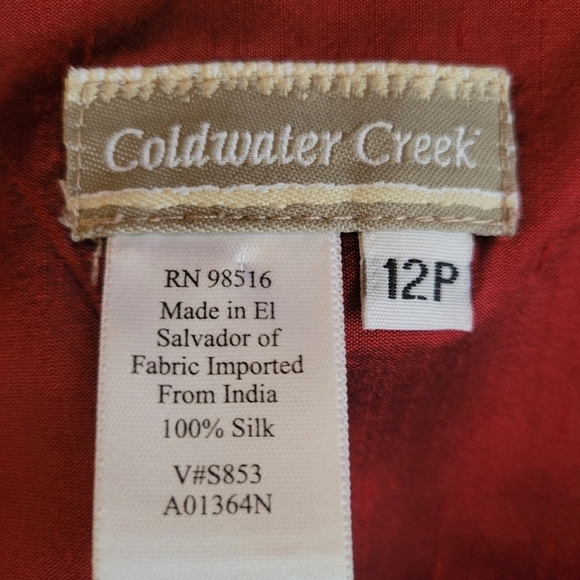 Coldwater Creek
12P
RN 98516
Made in El
Salvador of
Fabric Imported
From India
100% Silk
V#S853
A01364N